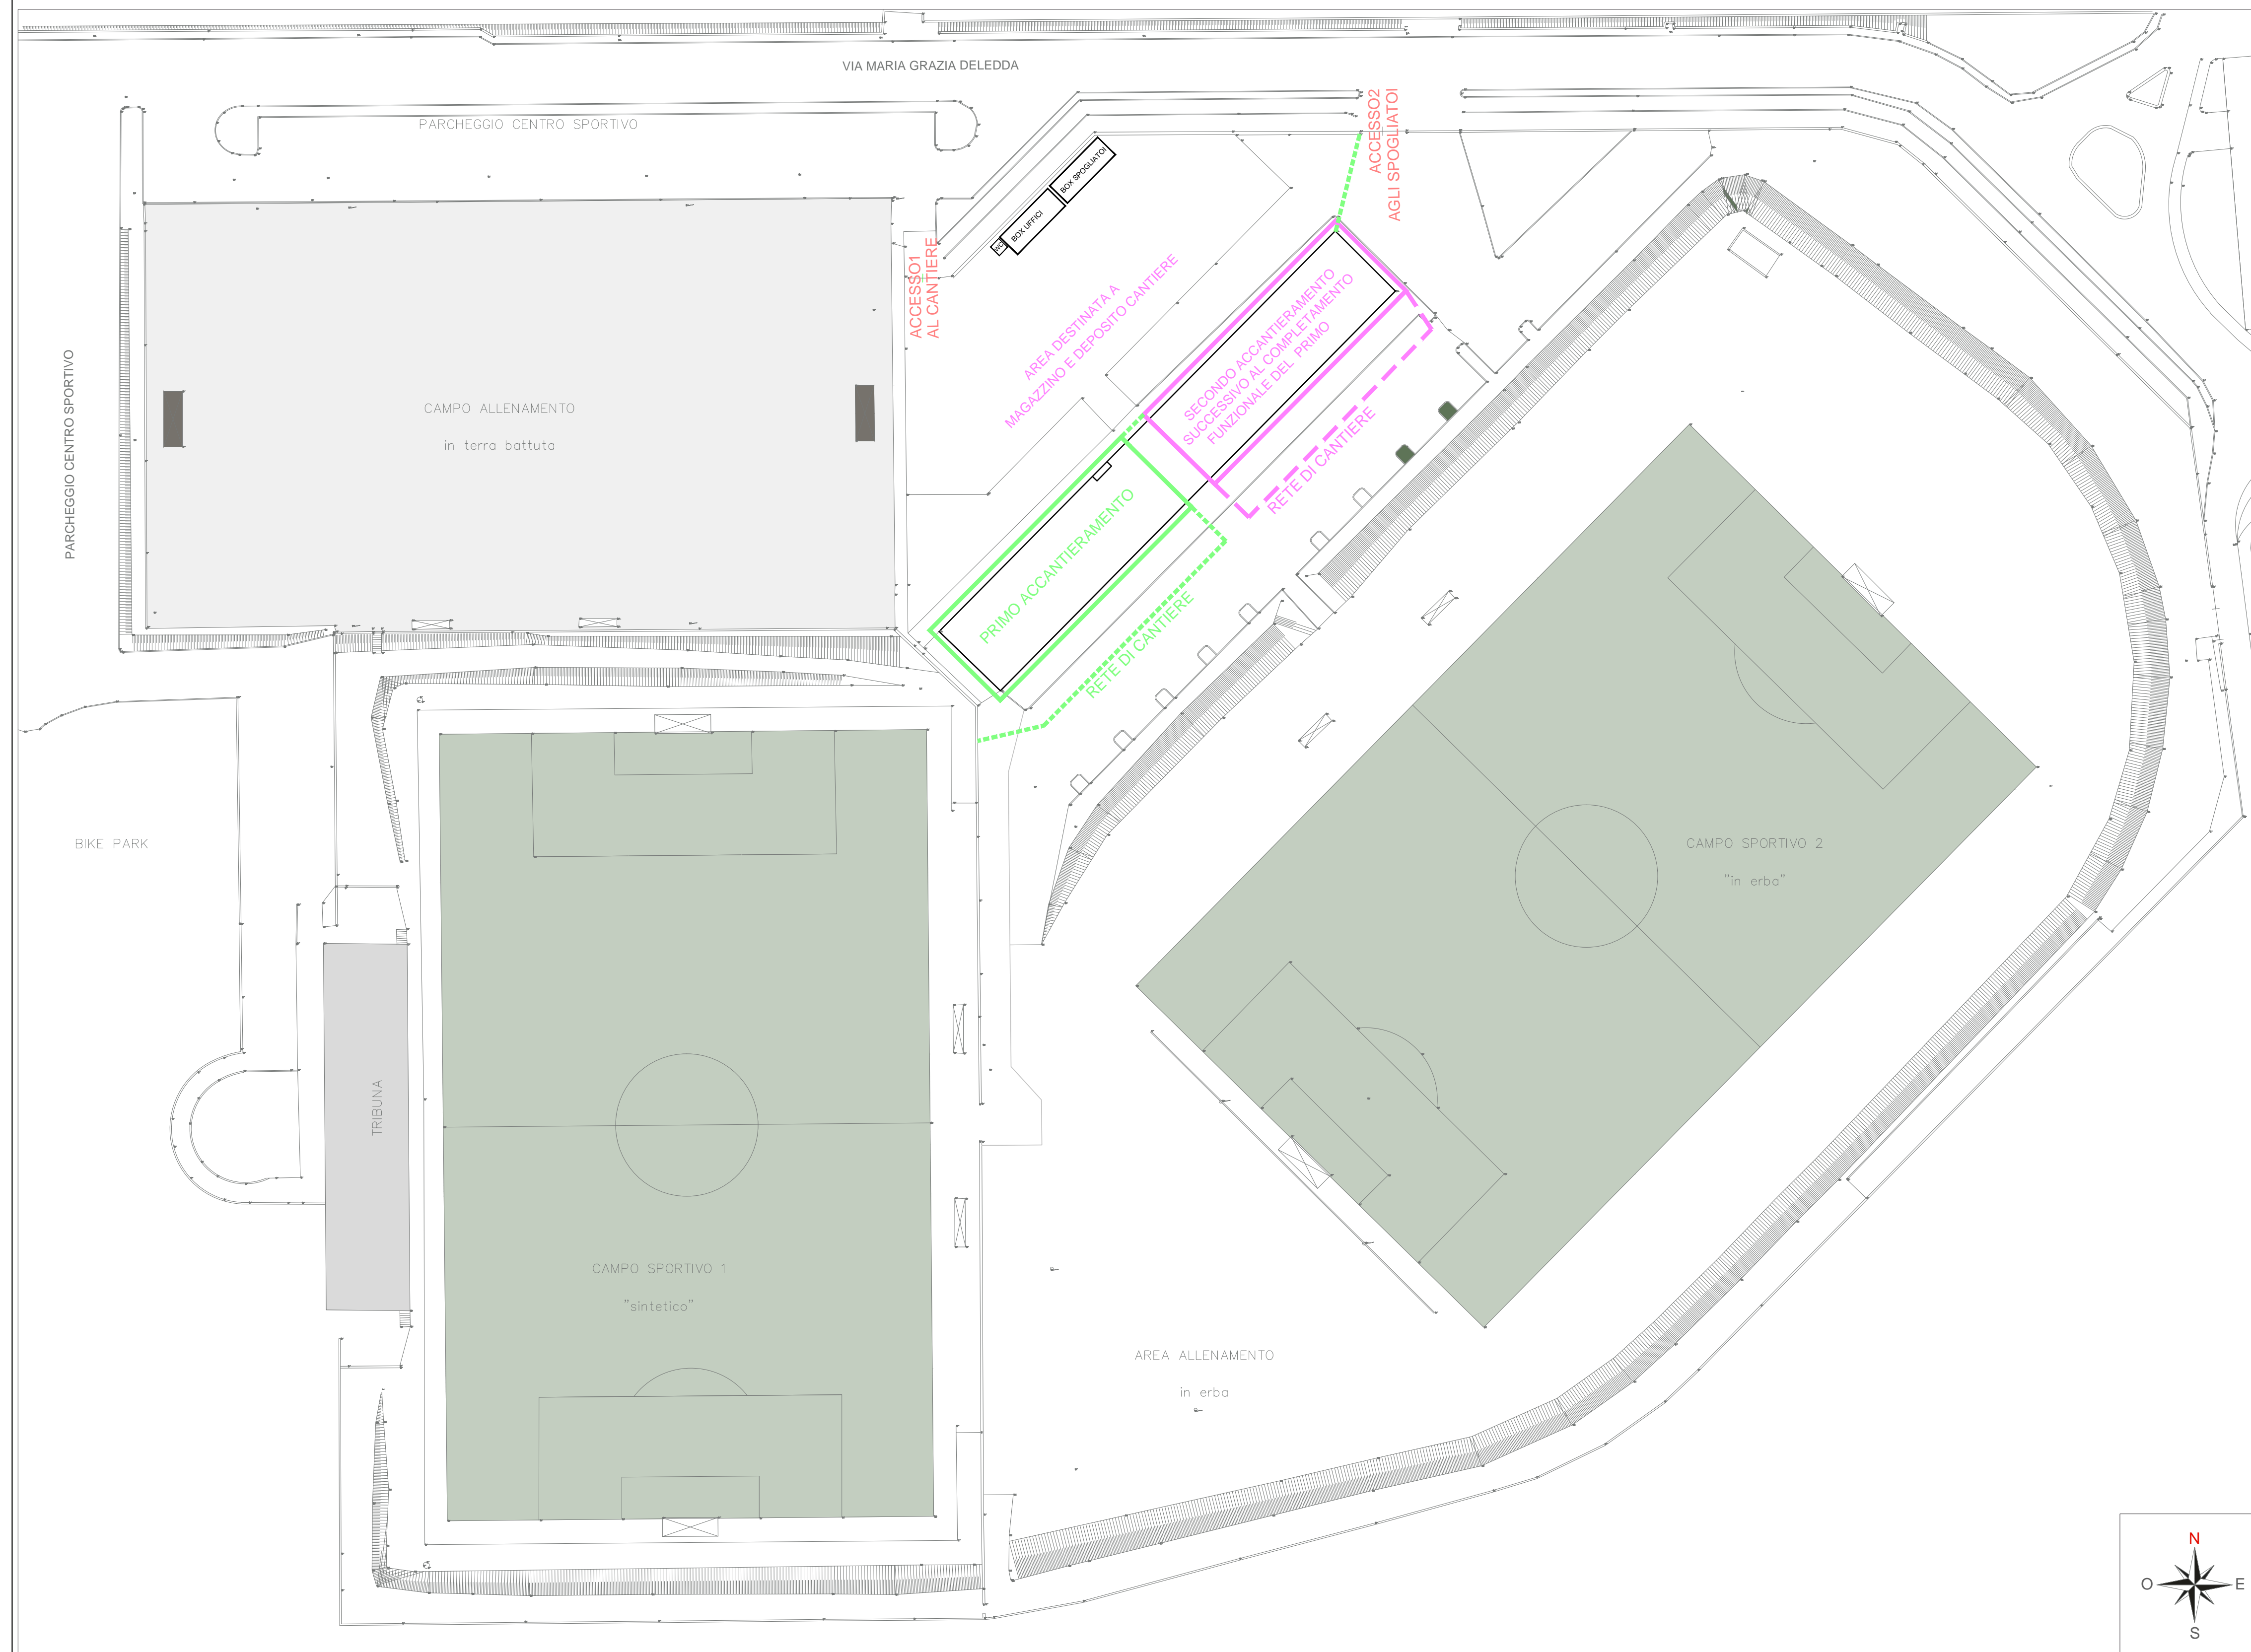 VIA MARIA GRAZIA DELEDDA
PARCHEGGIO CENTRO SPORTIVO
ACCESSO2
AGLI SPOGLIATOI
BOX SPOGLIATOI
BOX UFFICI
WC
ACCESSO1
AL CANTIERE
AREA DESTINATA A
MAGAZZINO E DEPOSITO CANTIERE
SECONDO ACCANTIERAMENTO
SUCCESSIVO AL COMPLETAMENTO
FUNZIONALE DEL PRIMO
RETE DI CANTIERE
PARCHEGGIO CENTRO SPORTIVO
CAMPO ALLENAMENTO
in terra battuta
PRIMO ACCANTIERAMENTO
RETE DI CANTIERE
BIKE PARK
CAMPO SPORTIVO 2
"in erba"
TRIBUNA
CAMPO SPORTIVO 1
"sintetico"
AREA ALLENAMENTO
in erba
N
O
E
S